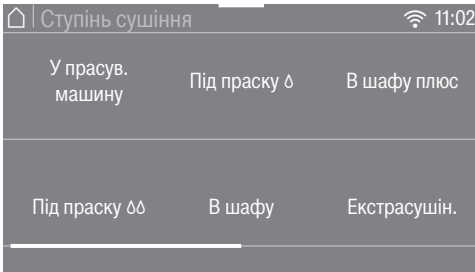 Ступінь сушіння 11:02
У прасув.
машину
Під праску
В шафу плюс
Під праску
В шафу
Екстрасушін.